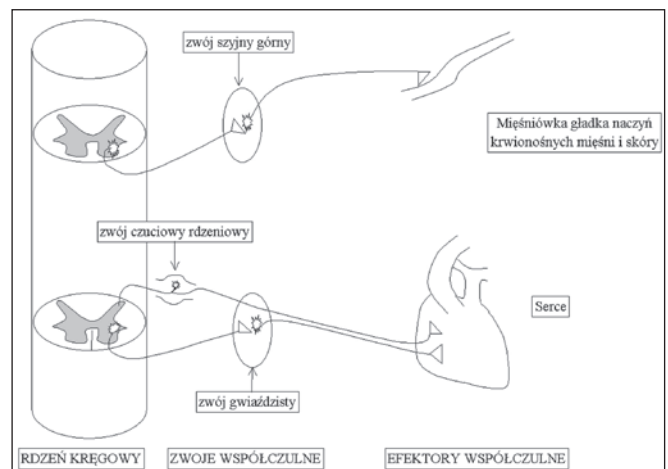 zwój szyjny górny
Mięśniówka gładka naczyń
krwionośnych mięśni i skóry
zwój czuciowy rdzeniowy
Serce
zwój gwiaździsty
RDZEŃ KRĘGOWY
ZWOJE WSPÓŁCZULNE
EFEKTORY WSPÓŁCZULNE